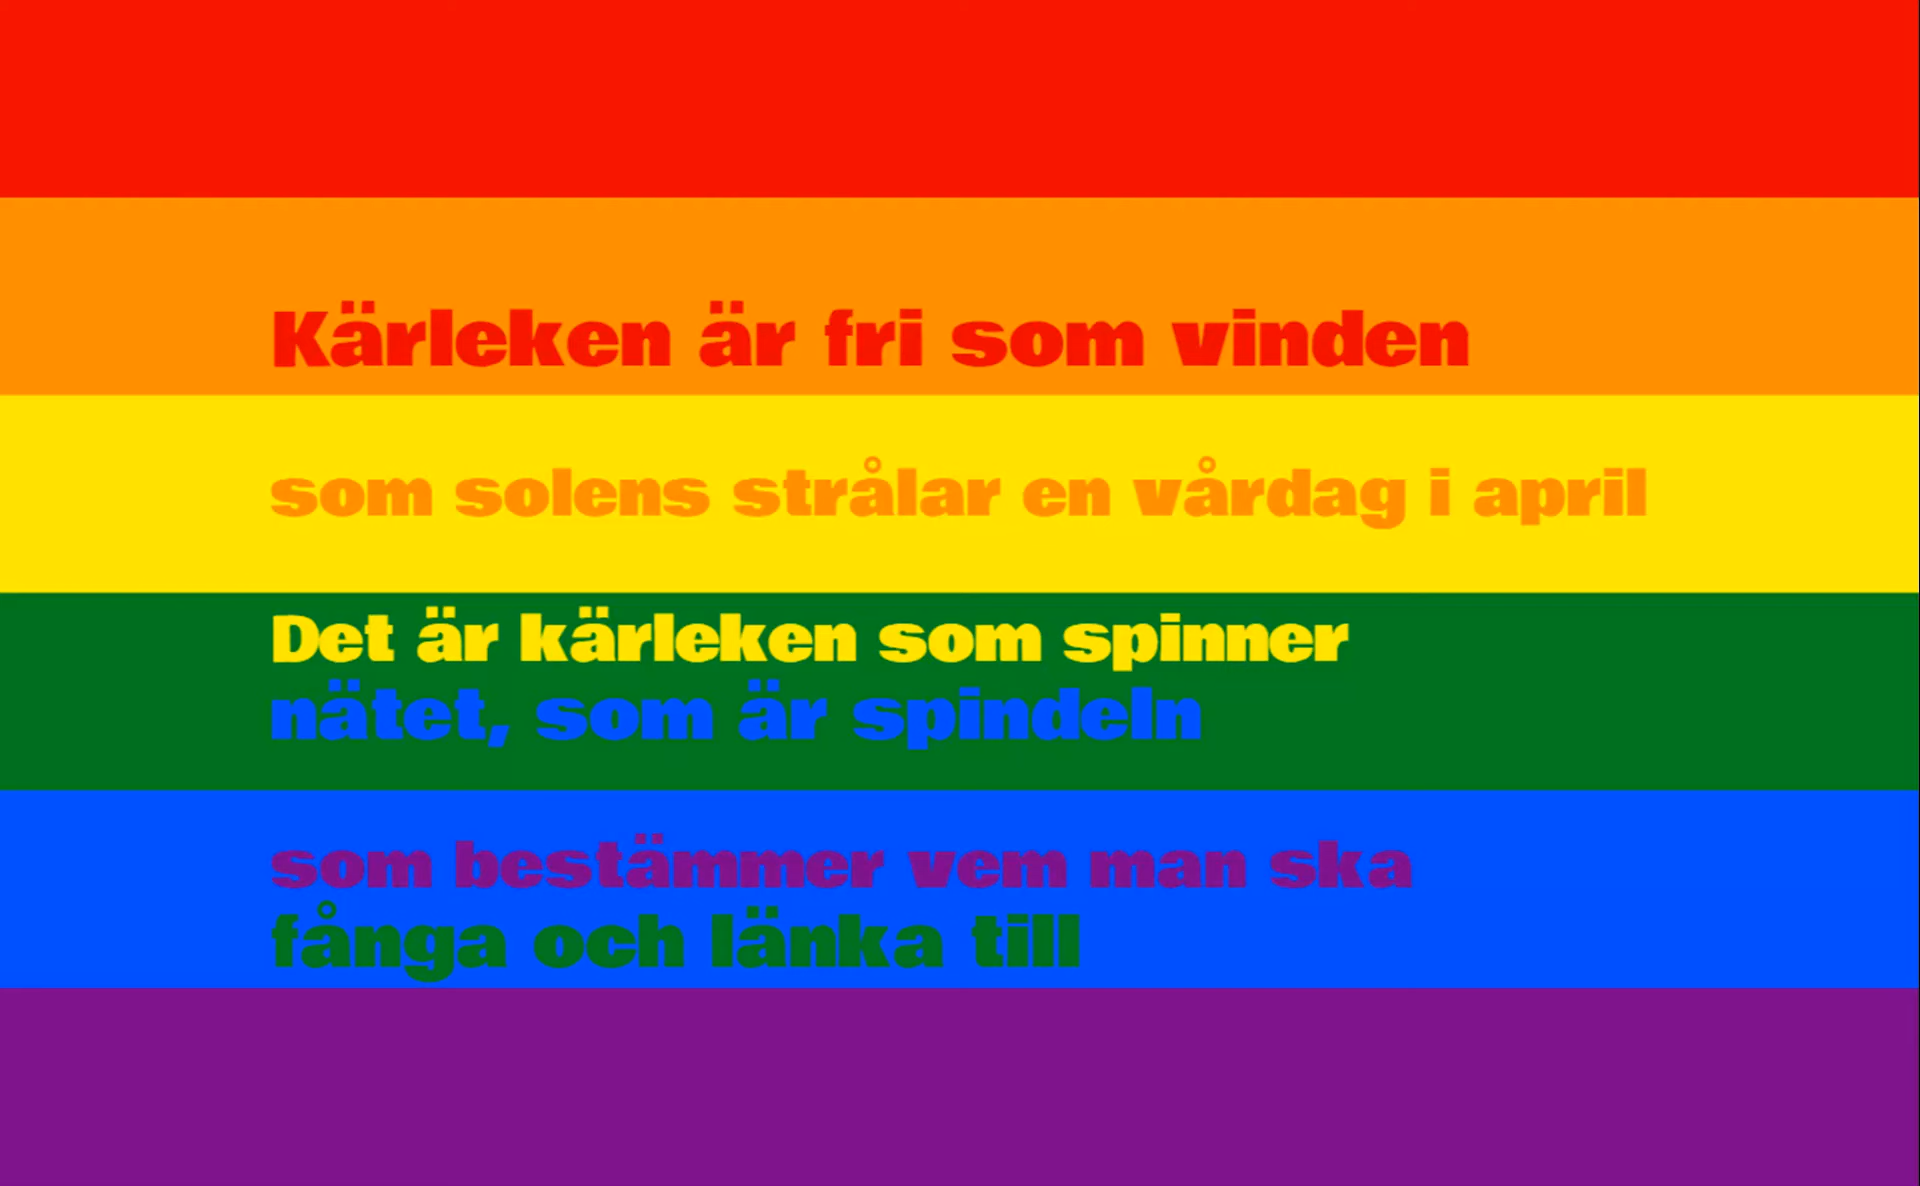 Kärleken är fri som vinden
som solens strålar en vårdag i april
Det är kärleken som spinner
nätet, som är spindeln
som bestämmer vem man ska
fånga och länka till